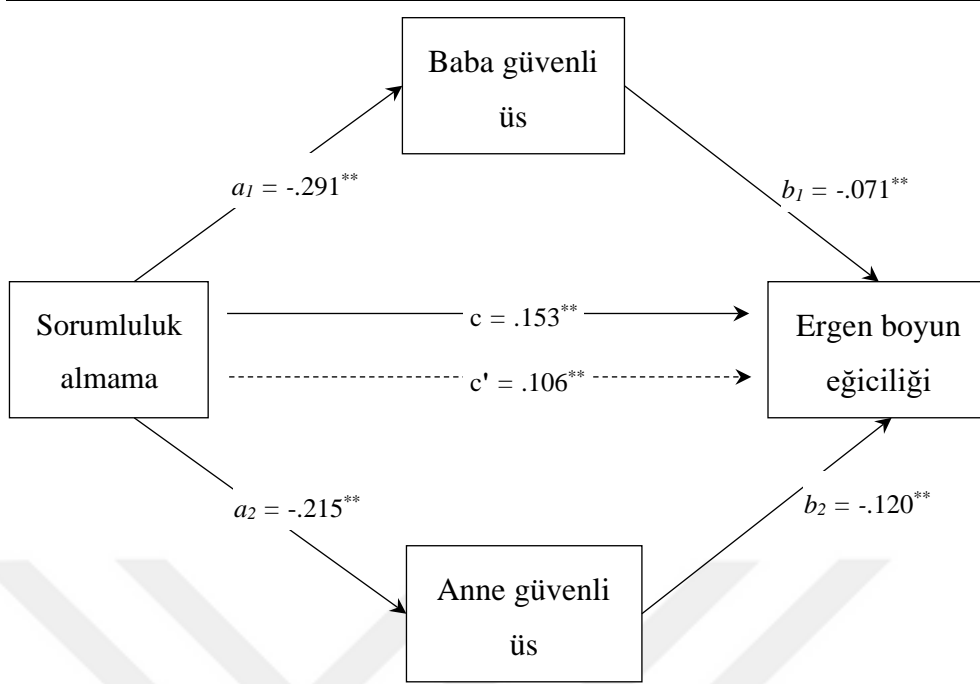 Baba güvenli
üs
a₁ = -.291**
b₁ = -.071**
Sorumluluk
almama
c = .153**
c' = .106**
Ergen boyun
eğiciliği
a₂ = -.215**
b₂ = -.120**
Anne güvenli
üs